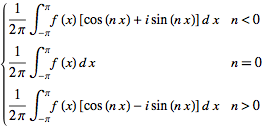 1/(2π) ∫_{-π}^{π} f(x)[cos(n x) + i sin(n x)] d x n < 0
1/(2π) ∫_{-π}^{π} f(x) d x n = 0
1/(2π) ∫_{-π}^{π} f(x)[cos(n x) − i sin(n x)] d x n > 0